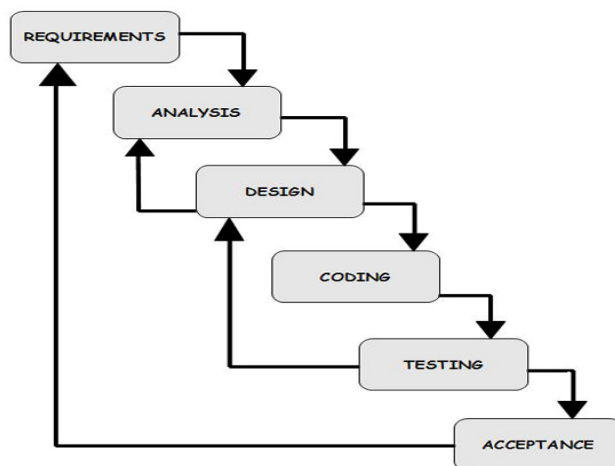 REQUIREMENTS
ANALYSIS
DESIGN
CODING
TESTING
ACCEPTANCE